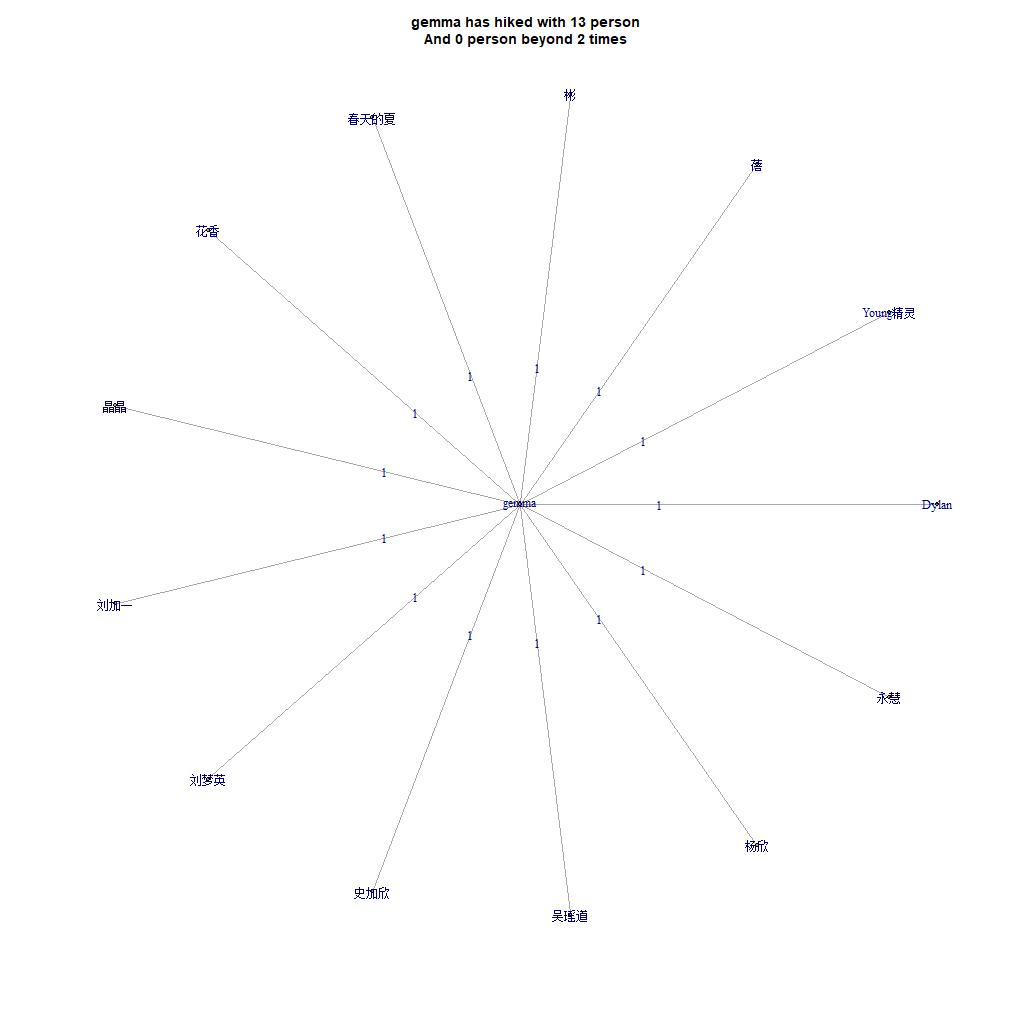 gemma has hiked with 13 person
And 0 person beyond 2 times
彬
春天的夏
蓿
花香
Young精灵
1
1
1
晶晶
1
1
1
gemma
1
Dylan
1
1
刘加一
1
1
1
1
永慧
刘梦英
杨欣
史加欣
吴瑶道